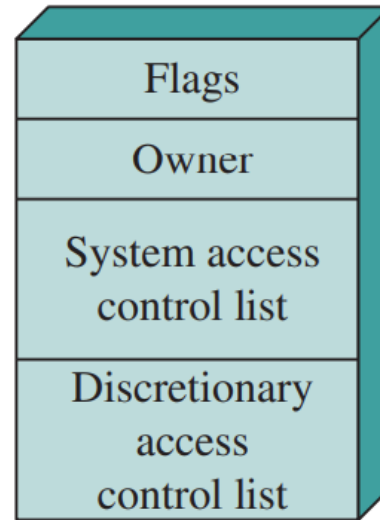 Flags
Owner
System access
control list
Discretionary
access
control list